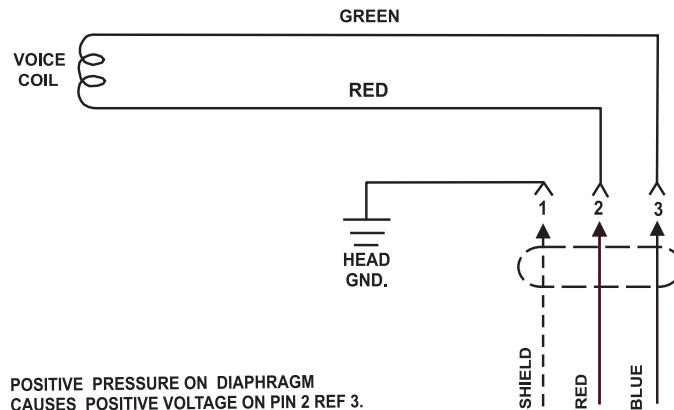 GREEN
VOICE
COIL
RED
1 2 3
HEAD
GND.
SHIELD
RED
BLUE
POSITIVE PRESSURE ON DIAPHRAGM
CAUSES POSITIVE VOLTAGE ON PIN 2 REF 3.